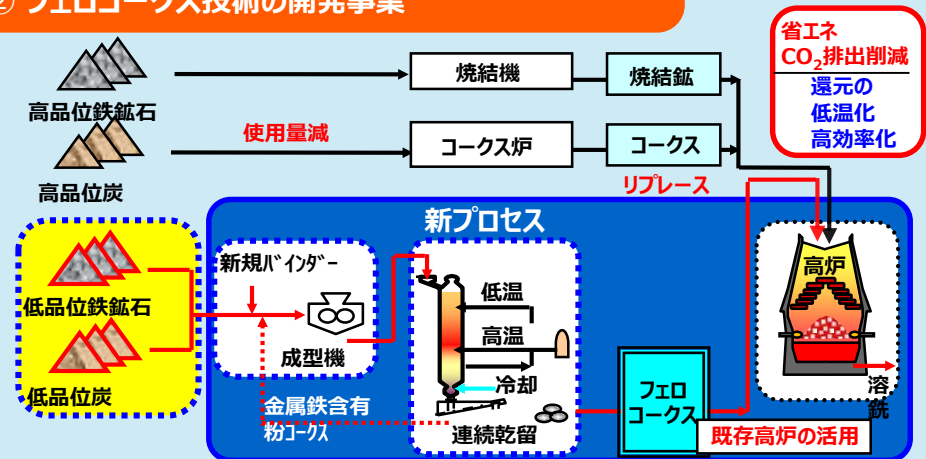 ② フェロコークス技術の開発事業
省エネ
CO₂排出削減
還元の
低温化
高効率化
高品位鉄鉱石
焼結機
焼結鉱
高品位炭
使用量減
コークス炉
コークス
リプレース
新プロセス
低品位鉄鉱石
低品位炭
新規バインダー
成型機
金属鉄含有
粉コークス
低温
高温
冷却
連続乾留
フェロ
コークス
高炉
溶
銑
既存高炉の活用